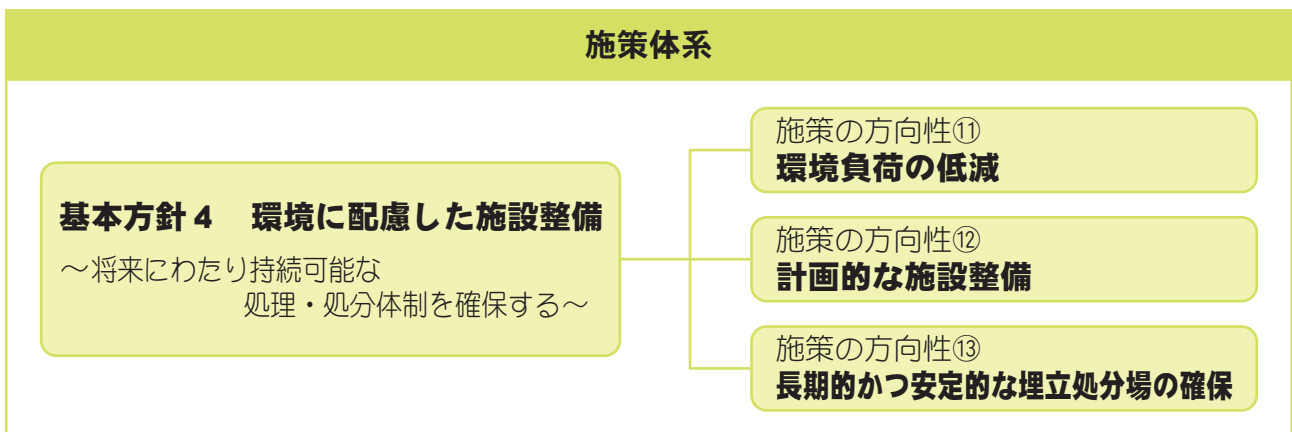 施策体系
基本方針4　環境に配慮した施設整備
～将来にわたり持続可能な
処理・処分体制を確保する～
施策の方向性⑪
環境負荷の低減
施策の方向性⑫
計画的な施設整備
施策の方向性⑬
長期的かつ安定的な埋立処分場の確保